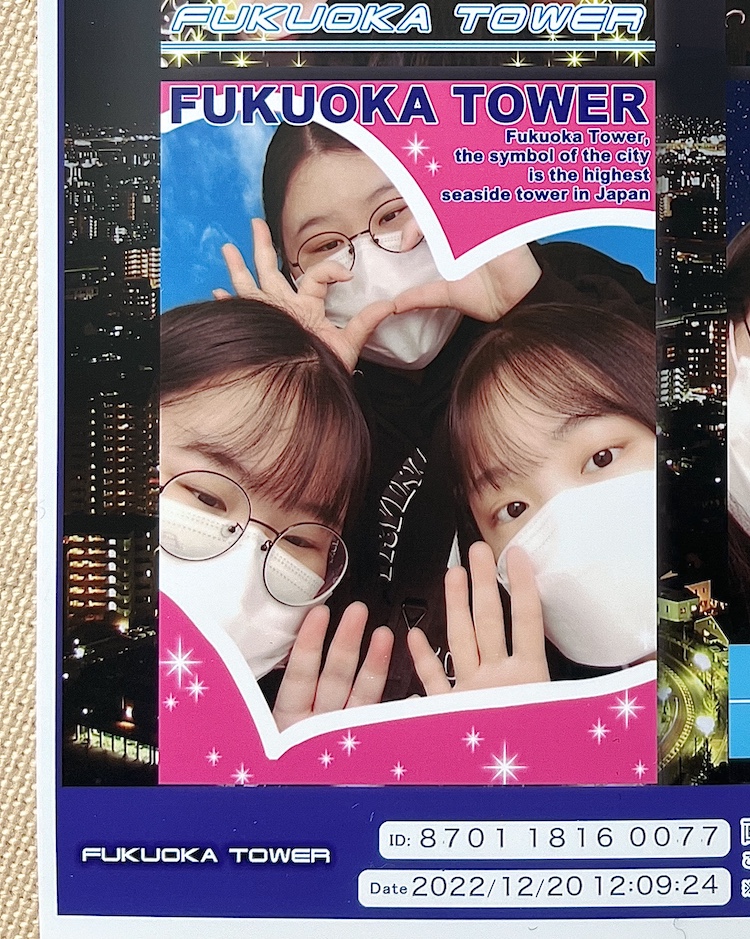 FUKUOKA TOWER
FUKUOKA TOWER
Fukuoka Tower,
the symbol of the city
is the highest
seaside tower in Japan
FUKUOKA TOWER
ID: 8701 1816 0077
Date 2022/12/20 12:09:24